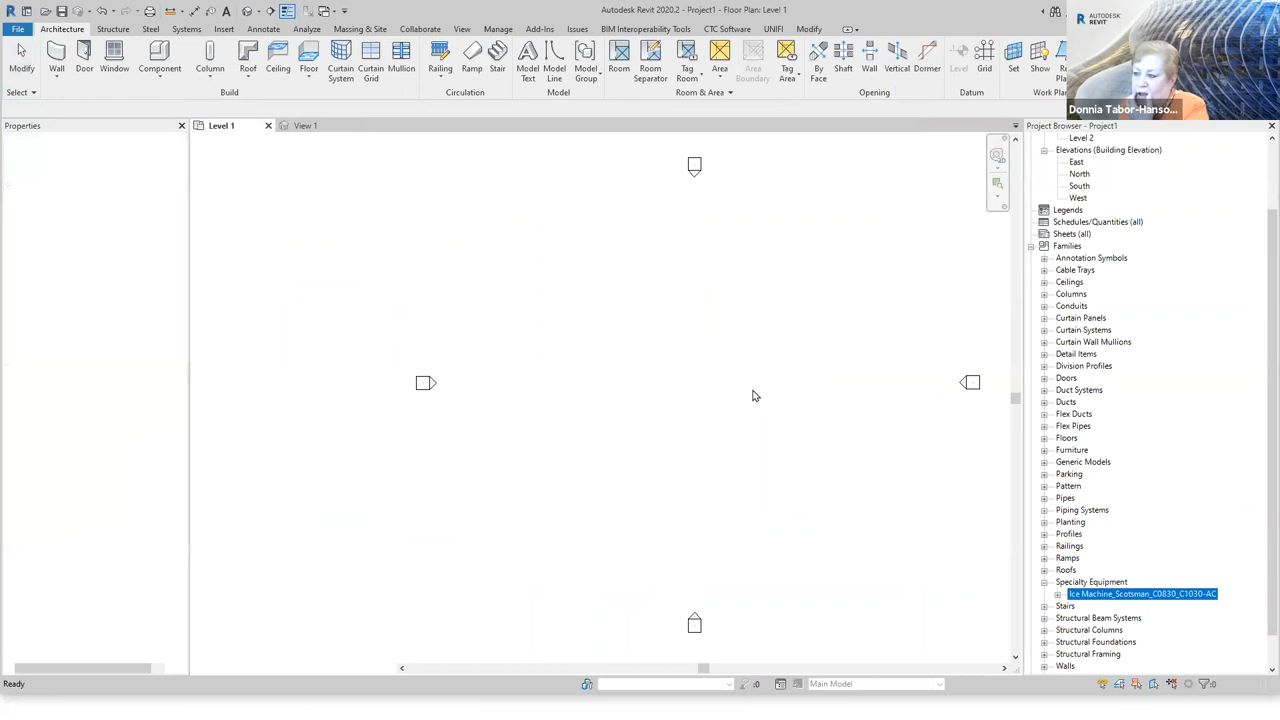 Autodesk Revit 2020.2 - Project1 - Floor Plan: Level 1
AUTODESK
REVIT
File Architecture Structure Steel Systems Insert Annotate Analyze Massing & Site Collaborate View Manage Add-Ins Issues BIM Interoperability Tools CTC Software UNIFI Modify
Modify Wall Door Window Component Column Roof Ceiling Floor Curtain System Curtain Grid Mullion Railing Ramp Stair Model Text Model Line Model Group Room Room Separator Tag Room Area Area Boundary Tag Area By Face Shaft Wall Vertical Dormer Level Grid Set Show
Select Build Circulation Model Room & Area Opening Datum Work
Donnia Tabor-Hanso...
Properties
Level 1
View 1
Project Browser - Project1
Level 2
Elevations (Building Elevation)
East
North
South
West
Legends
Schedules/Quantities (all)
Sheets (all)
Families
Annotation Symbols
Cable Trays
Ceilings
Columns
Conduits
Curtain Panels
Curtain Systems
Curtain Wall Mullions
Detail Items
Division Profiles
Doors
Duct Systems
Ducts
Flex Ducts
Flex Pipes
Floors
Furniture
Generic Models
Parking
Pattern
Pipes
Piping Systems
Planting
Profiles
Railings
Ramps
Roofs
Specialty Equipment
Ice Machine_Scotsman_C0830_C1030-AC
Stairs
Structural Beam Systems
Structural Columns
Structural Foundations
Structural Framing
Walls
Ready
:0
Main Model
:0